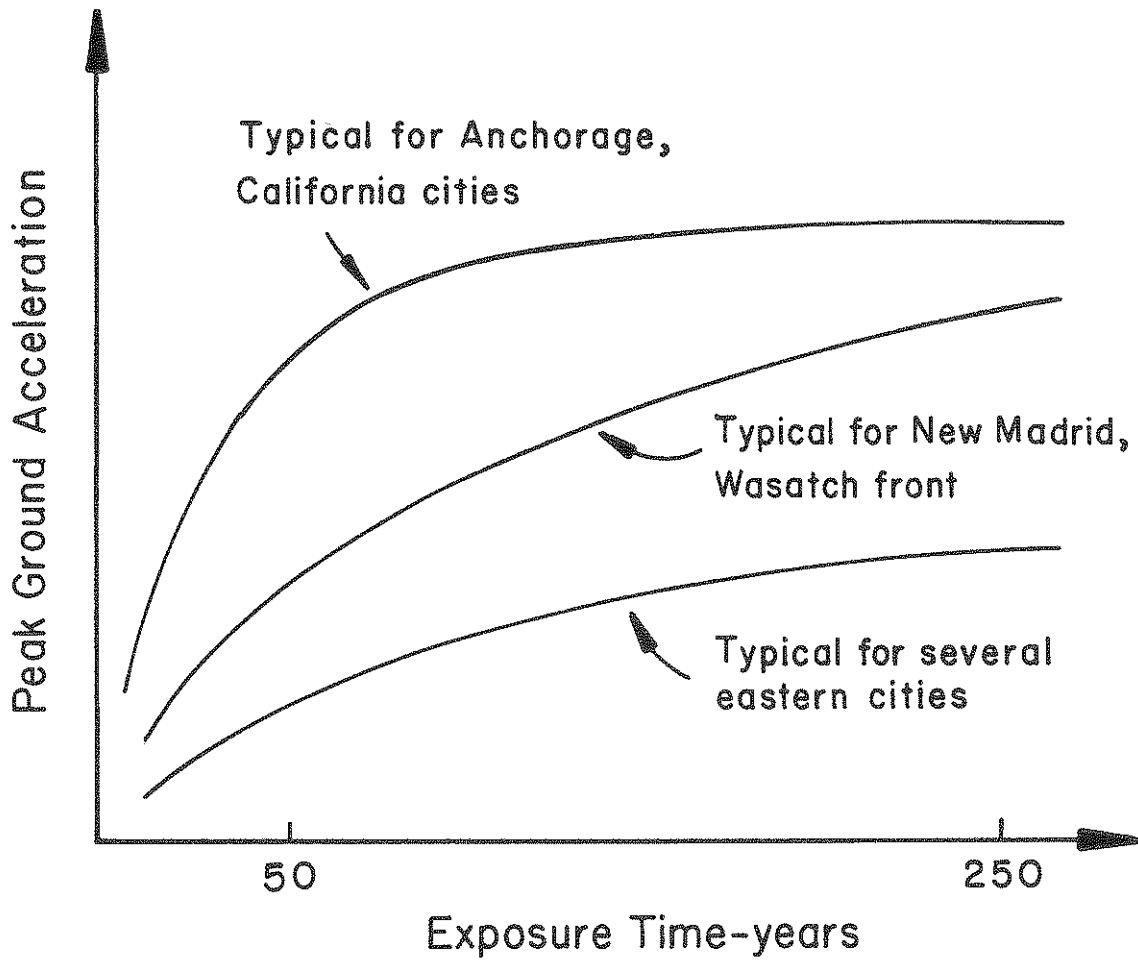 Typical for Anchorage,
California cities
Peak Ground Acceleration
Typical for New Madrid,
Wasatch front
Typical for several
eastern cities
50
250
Exposure Time-years